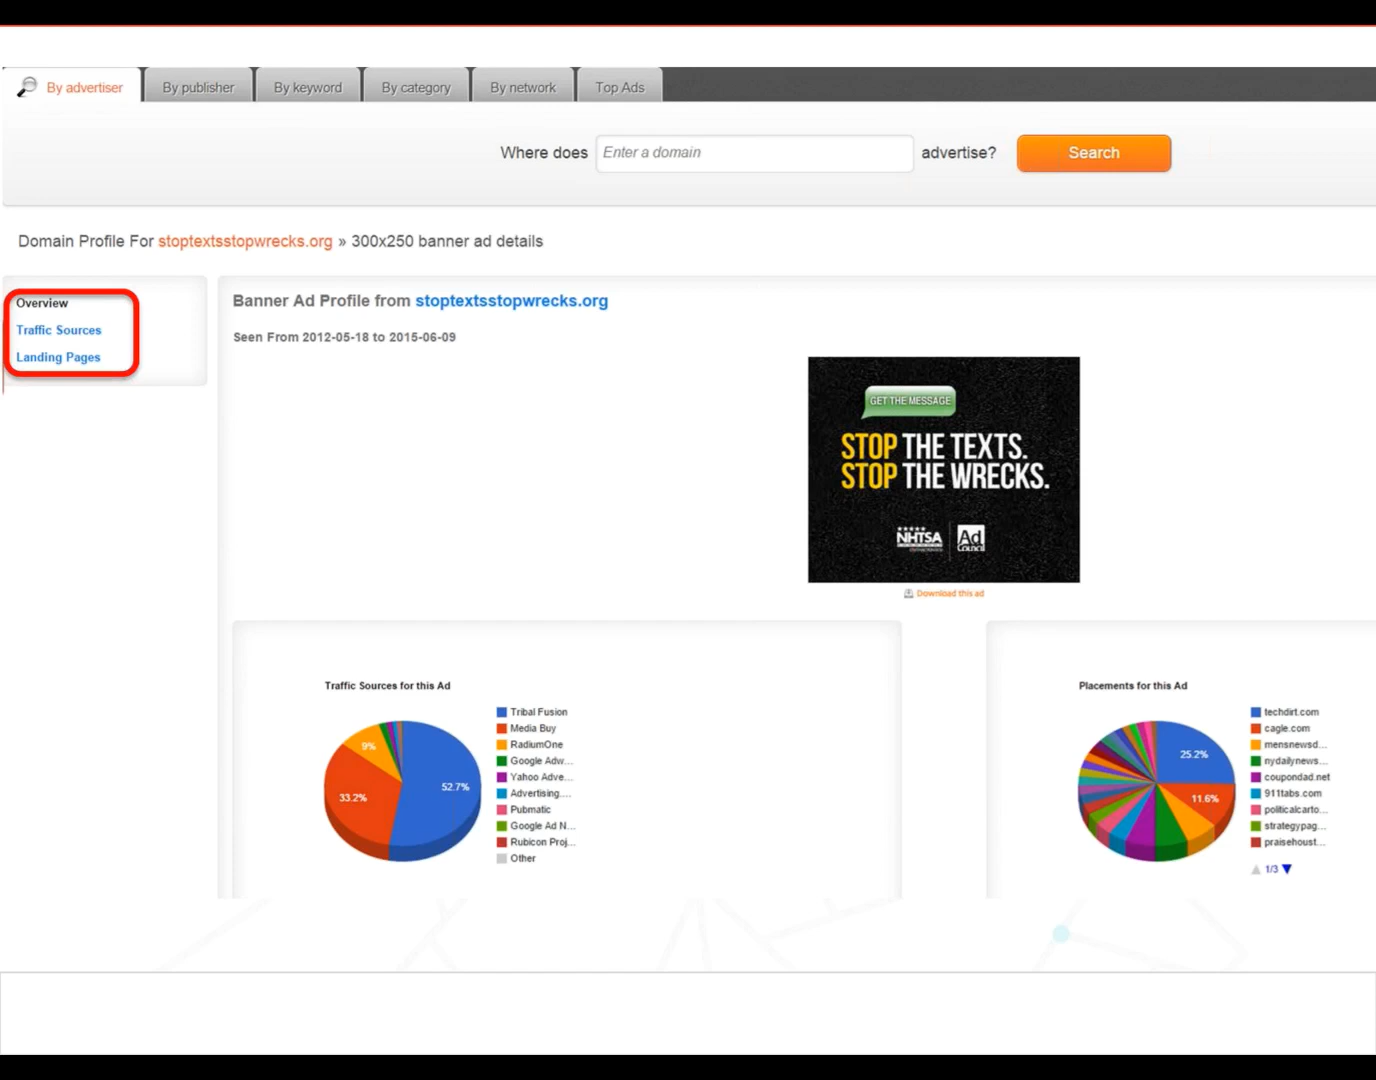 By advertiser
By publisher
By keyword
By category
By network
Top Ads
Where does Enter a domain advertise? Search
Domain Profile For stoptextsstopwrecks.org » 300x250 banner ad details
Overview
Traffic Sources
Landing Pages
Banner Ad Profile from stoptextsstopwrecks.org
Seen From 2012-05-18 to 2015-06-09
GET THE MESSAGE
STOP THE TEXTS.
STOP THE WRECKS.
NHTSA
Ad Council
Download this ad
Traffic Sources for this Ad
52.7%
33.2%
9%
Tribal Fusion
Media Buy
RadiumOne
Google Adw...
Yahoo Adve...
Advertising....
Pubmatic
Google Ad N...
Rubicon Proj...
Other
Placements for this Ad
25.2%
11.6%
techdirt.com
cagle.com
mensnewsd...
nydailynews...
coupondad.net
911tabs.com
politicalcarto...
strategypag...
praisehoust...
1/3